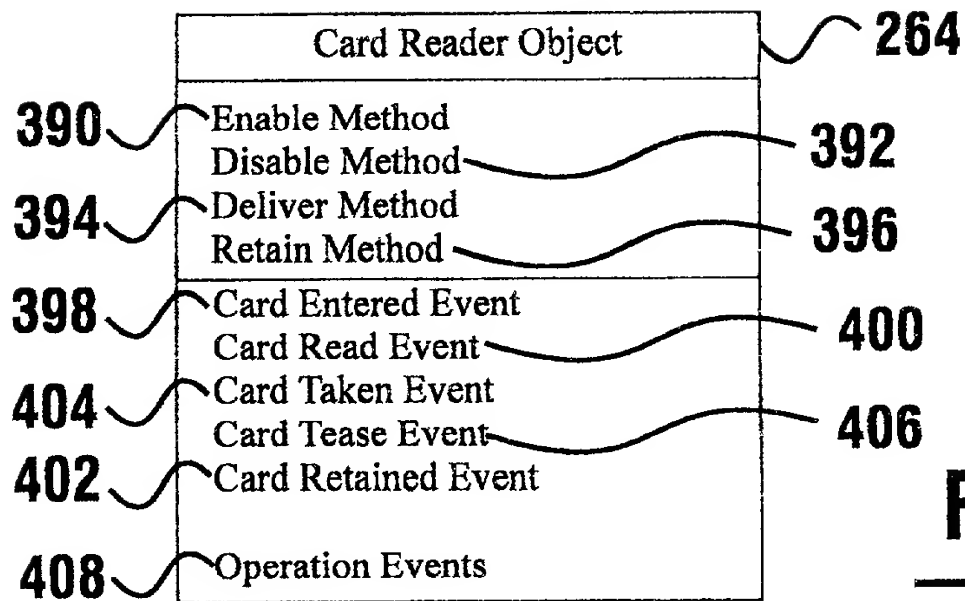 Card Reader Object 264
390 Enable Method
Disable Method 392
394 Deliver Method
Retain Method 396
398 Card Entered Event
Card Read Event 400
404 Card Taken Event
Card Tease Event 406
402 Card Retained Event
408 Operation Events